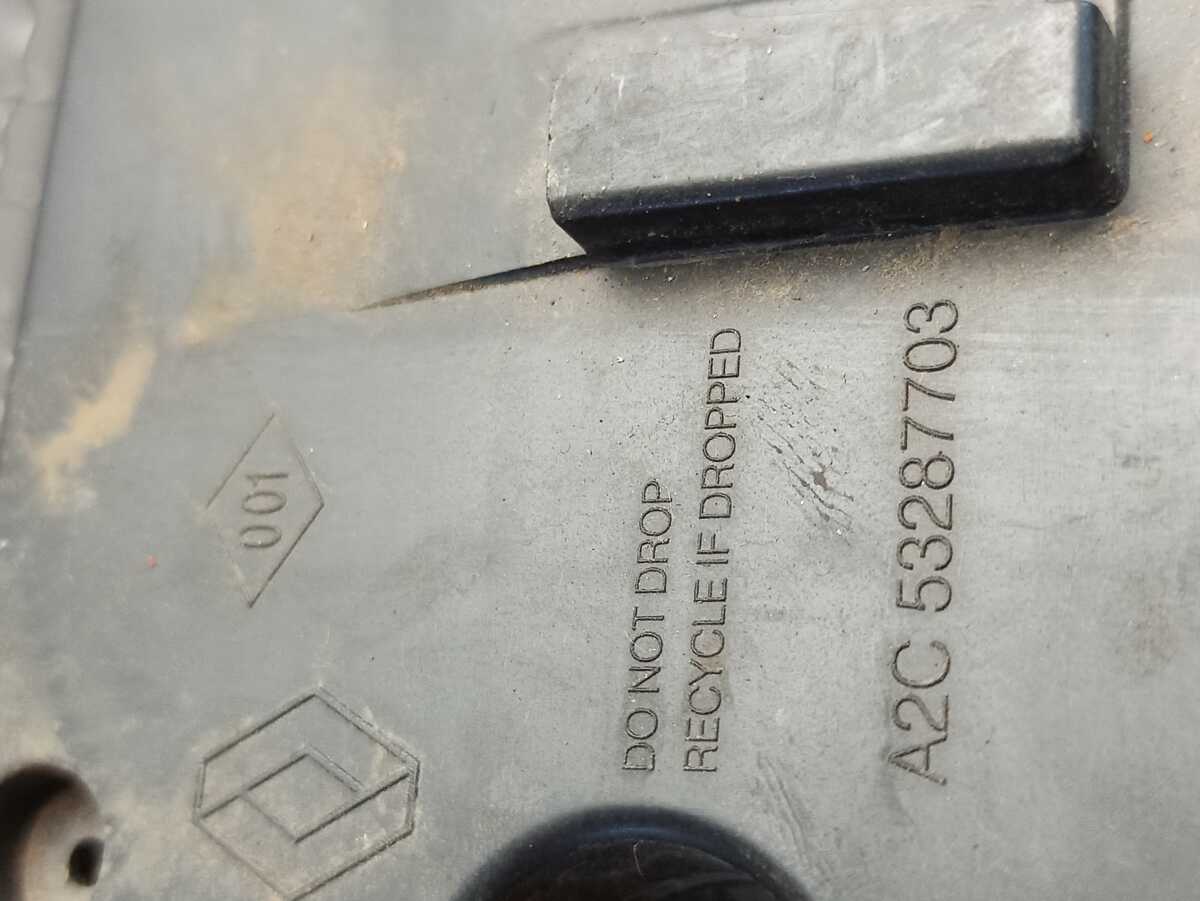 001
DO NOT DROP
RECYCLE IF DROPPED
A2C 53287703